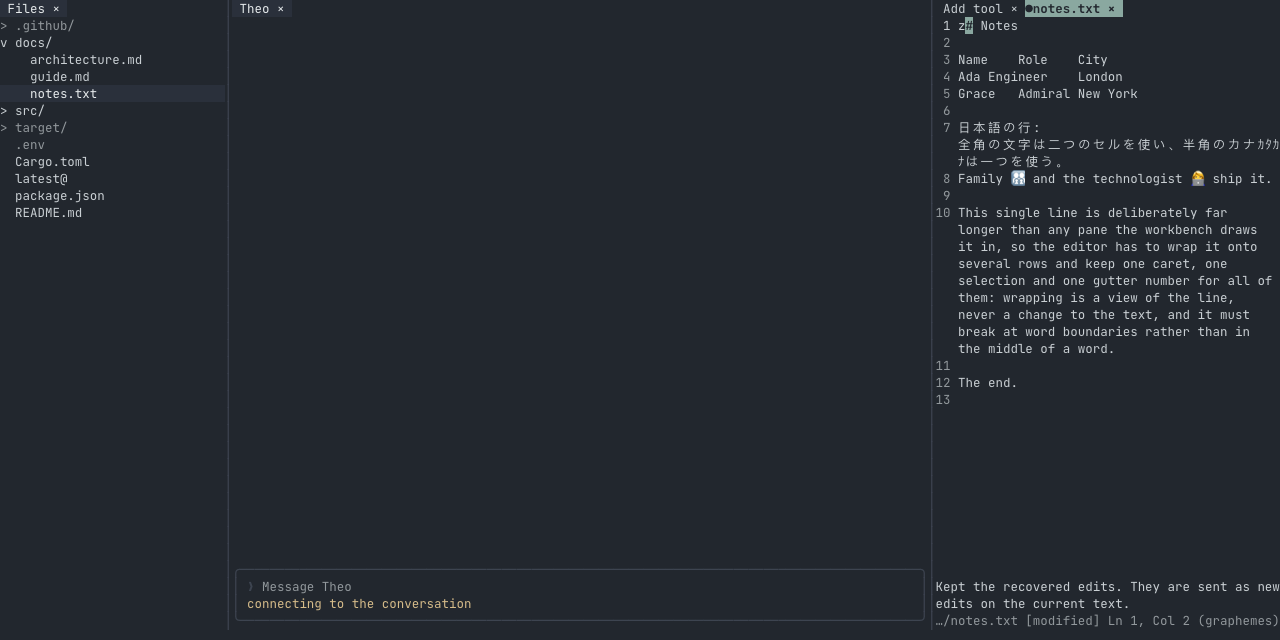 Files ×
> .github/
v docs/
architecture.md
guide.md
notes.txt
> src/
> target/
.env
Cargo.toml
latest@
package.json
README.md
Theo ×
⟩ Message Theo
connecting to the conversation
Add tool × ●notes.txt ×
1 z# Notes
2
3 Name    Role    City
4 Ada Engineer    London
5 Grace   Admiral New York
6
7 日本語の行:
全角の文字は二つのセルを使い、半角のカナｶﾀｶ
ﾅは一つを使う。
8 Family 👪 and the technologist 👩‍💻 ship it.
9
10 This single line is deliberately far
longer than any pane the workbench draws
it in, so the editor has to wrap it onto
several rows and keep one caret, one
selection and one gutter number for all of
them: wrapping is a view of the line,
never a change to the text, and it must
break at word boundaries rather than in
the middle of a word.
11
12 The end.
13
Kept the recovered edits. They are sent as new
edits on the current text.
…/notes.txt [modified] Ln 1, Col 2 (graphemes)